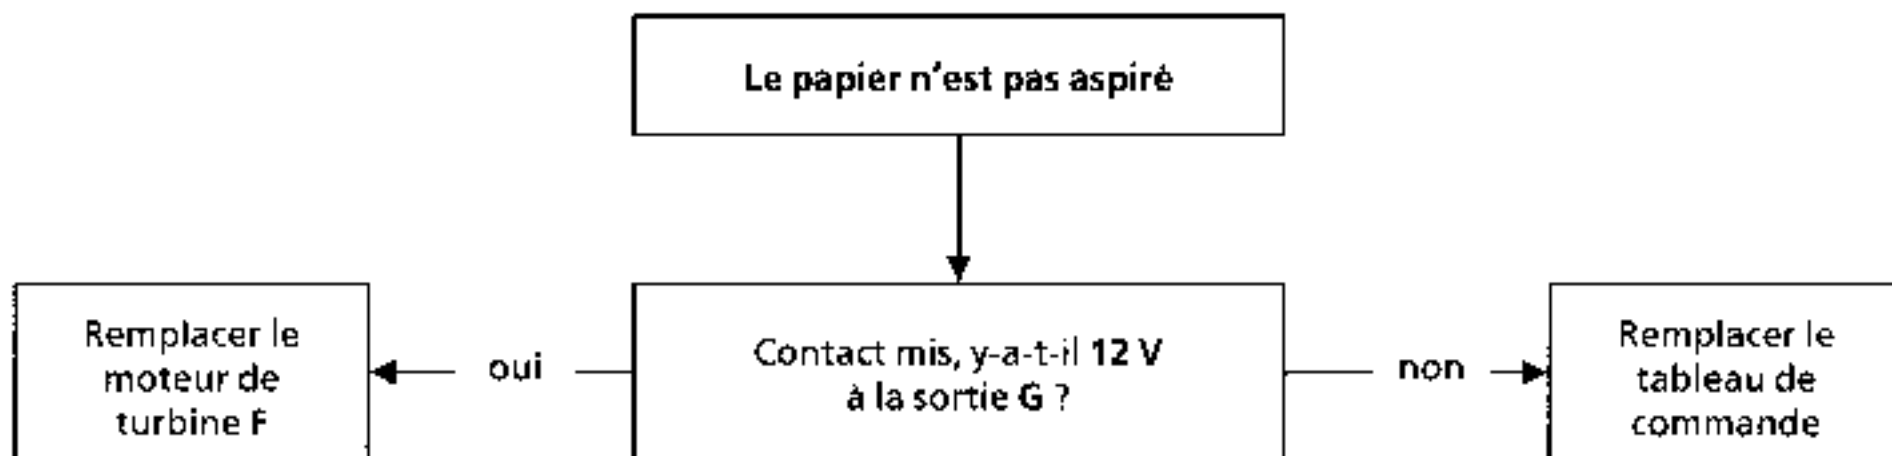 Le papier n'est pas aspiré
Remplacer le
moteur de
turbine F
oui
Contact mis, y-a-t-il 12 V
à la sortie G ?
non
Remplacer le
tableau de
commande